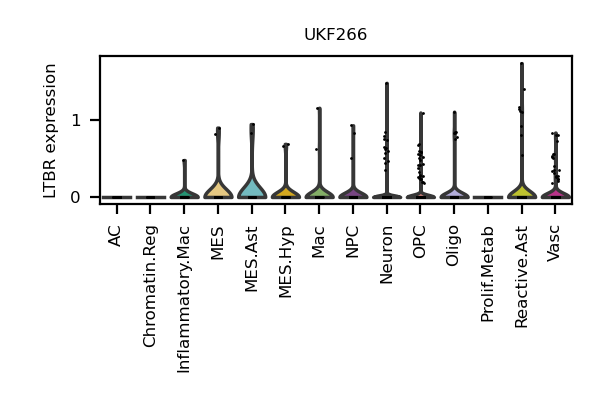 UKF266
LTBR expression
1
0
AC
Chromatin.Reg
Inflammatory.Mac
MES
MES.Ast
MES.Hyp
Mac
NPC
Neuron
OPC
Oligo
Prolif.Metab
Reactive.Ast
Vasc